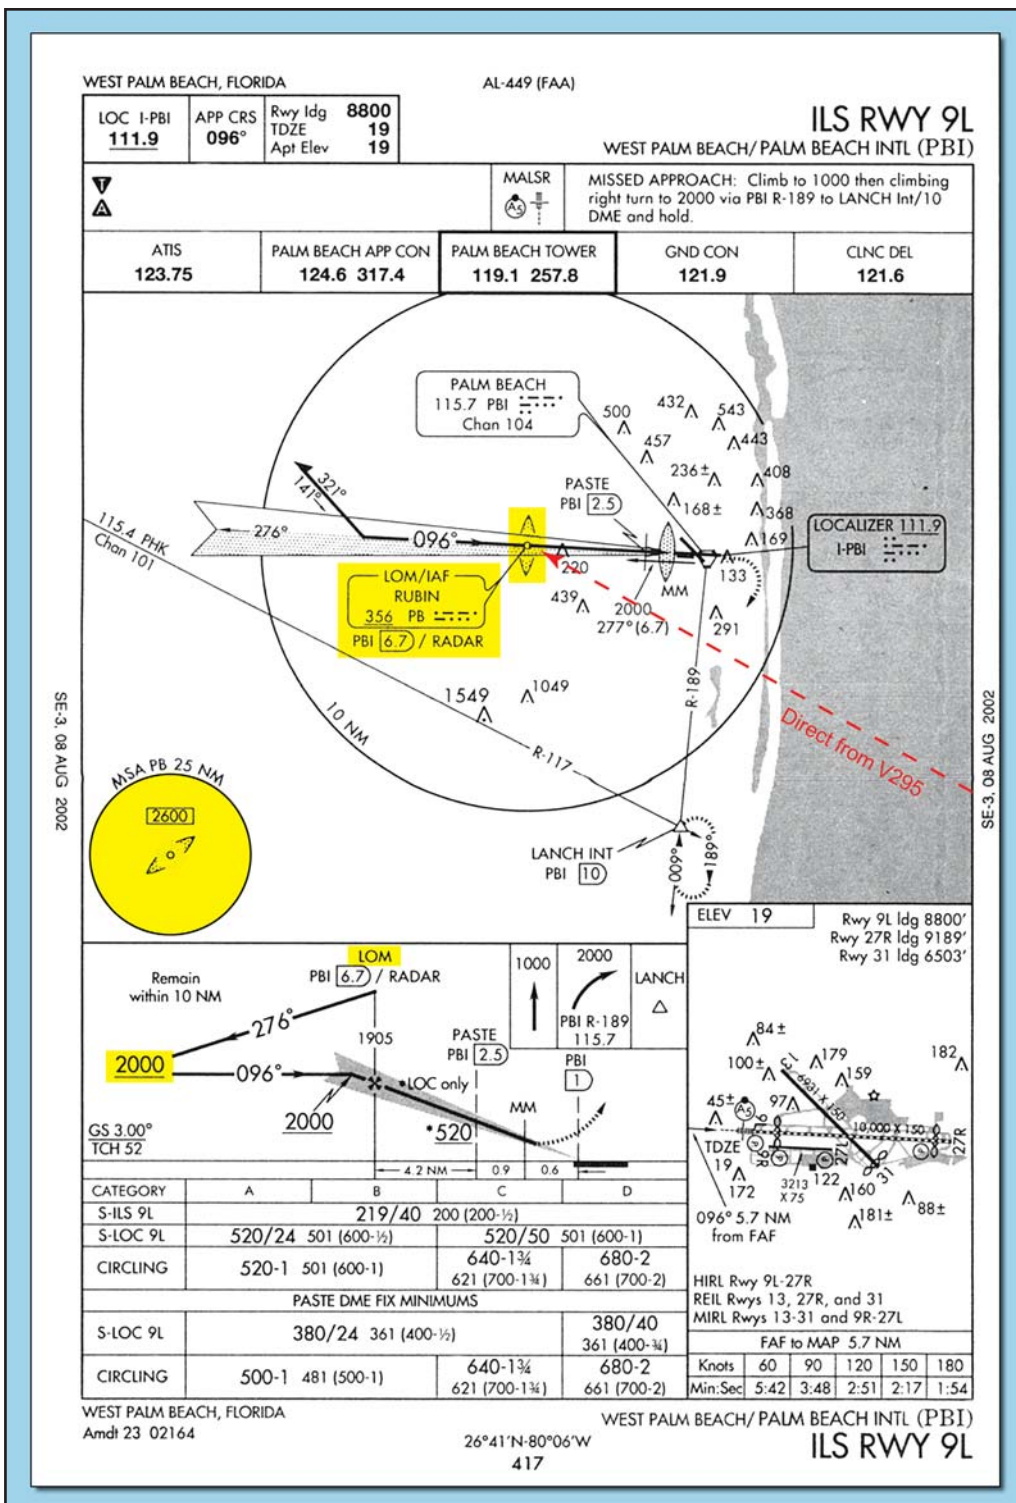 WEST PALM BEACH, FLORIDA
AL-449 (FAA)
LOC I-PBI
111.9
APP CRS
096°
Rwy ldg 8800
TDZE 19
Apt Elev 19
ILS RWY 9L
WEST PALM BEACH/ PALM BEACH INTL (PBI)
T
A
MALSR
A5
MISSED APPROACH: Climb to 1000 then climbing
right turn to 2000 via PBI R-189 to LANCH Int/10
DME and hold.
ATIS
123.75
PALM BEACH APP CON
124.6 317.4
PALM BEACH TOWER
119.1 257.8
GND CON
121.9
CLNC DEL
121.6
PALM BEACH
115.7 PBI
Chan 104
500
432
543
457
443
236±
408
PASTE
PBI 2.5
168±
368
321°
141°
115.4 PHK
Chan 101
276°
096°
LOCALIZER 111.9
I-PBI
169
220
133
MM
LOM/IAF
RUBIN
356 PB
PBI 6.7 / RADAR
439
2000
277° (6.7)
291
1549
1049
R-189
10 NM
R-117
Direct from V295
SE-3, 08 AUG 2002
SE-3, 08 AUG 2002
MSA PB 25 NM
2600
LANCH INT
PBI 10
009°
189°
ELEV 19
Rwy 9L ldg 8800'
Rwy 27R ldg 9189'
Rwy 31 ldg 6503'
Remain
within 10 NM
LOM
PBI 6.7 / RADAR
276°
2000
096°
1905
PASTE
PBI 2.5
*LOC only
2000
*520
MM
PBI
1
GS 3.00°
TCH 52
4.2 NM
0.9
0.6
1000
2000
PBI R-189
115.7
LANCH
84±
100±
179
159
182
45±
97
A5
13
6931 X 150
10,000 X 150
9L
27R
9R
27L
31
TDZE
19
3213
X 75
122
172
160
181±
88±
096° 5.7 NM
from FAF
HIRL Rwy 9L-27R
REIL Rwys 13, 27R, and 31
MIRL Rwys 13-31 and 9R-27L
FAF to MAP 5.7 NM
Knots 60 90 120 150 180
Min:Sec 5:42 3:48 2:51 2:17 1:54
CATEGORY A B C D
S-ILS 9L 219/40 200 (200-½)
S-LOC 9L 520/24 501 (600-½) 520/50 501 (600-1)
CIRCLING 520-1 501 (600-1) 640-1¾ 621 (700-1¾) 680-2 661 (700-2)
PASTE DME FIX MINIMUMS
S-LOC 9L 380/24 361 (400-½) 380/40 361 (400-¾)
CIRCLING 500-1 481 (500-1) 640-1¾ 621 (700-1¾) 680-2 661 (700-2)
WEST PALM BEACH, FLORIDA
Amdt 23 02164
26°41'N-80°06'W
417
WEST PALM BEACH/ PALM BEACH INTL (PBI)
ILS RWY 9L